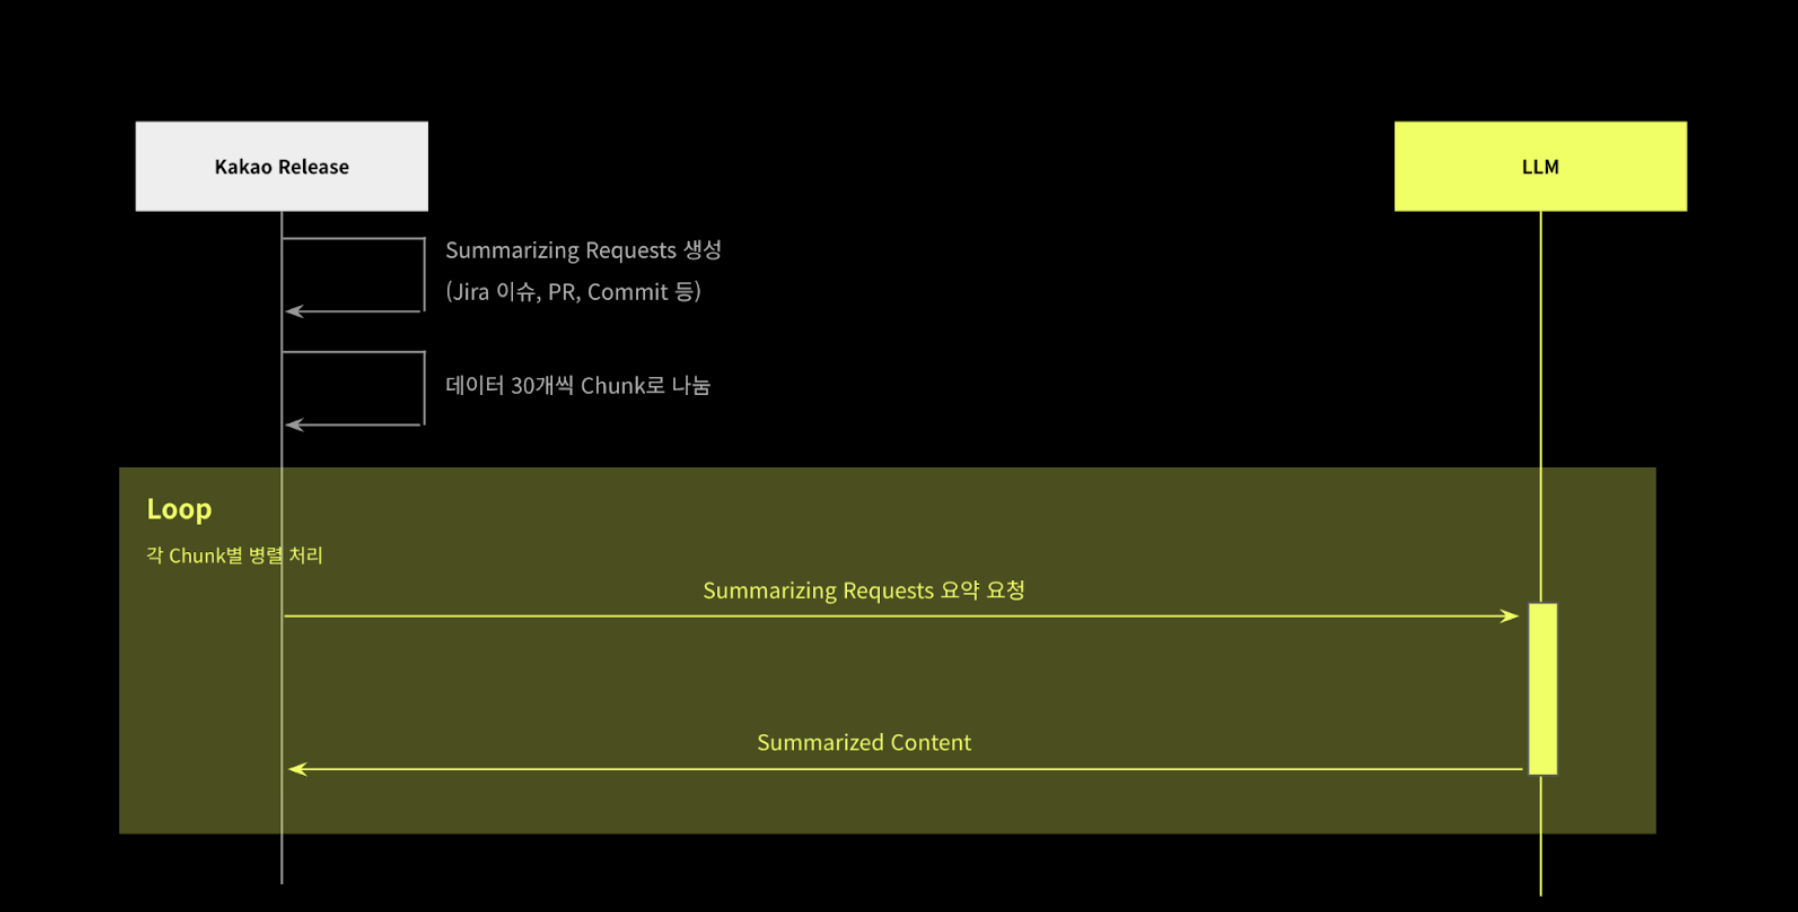 Kakao Release
LLM
Summarizing Requests 생성
(Jira 이슈, PR, Commit 등)
데이터 30개씩 Chunk로 나눔
Loop
각 Chunk별 병렬 처리
Summarizing Requests 요약 요청
Summarized Content